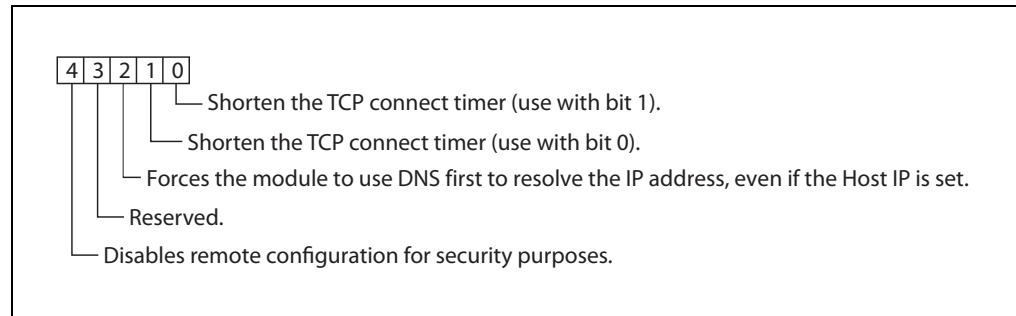 4 3 2 1 0
Shorten the TCP connect timer (use with bit 1).
Shorten the TCP connect timer (use with bit 0).
Forces the module to use DNS first to resolve the IP address, even if the Host IP is set.
Reserved.
Disables remote configuration for security purposes.